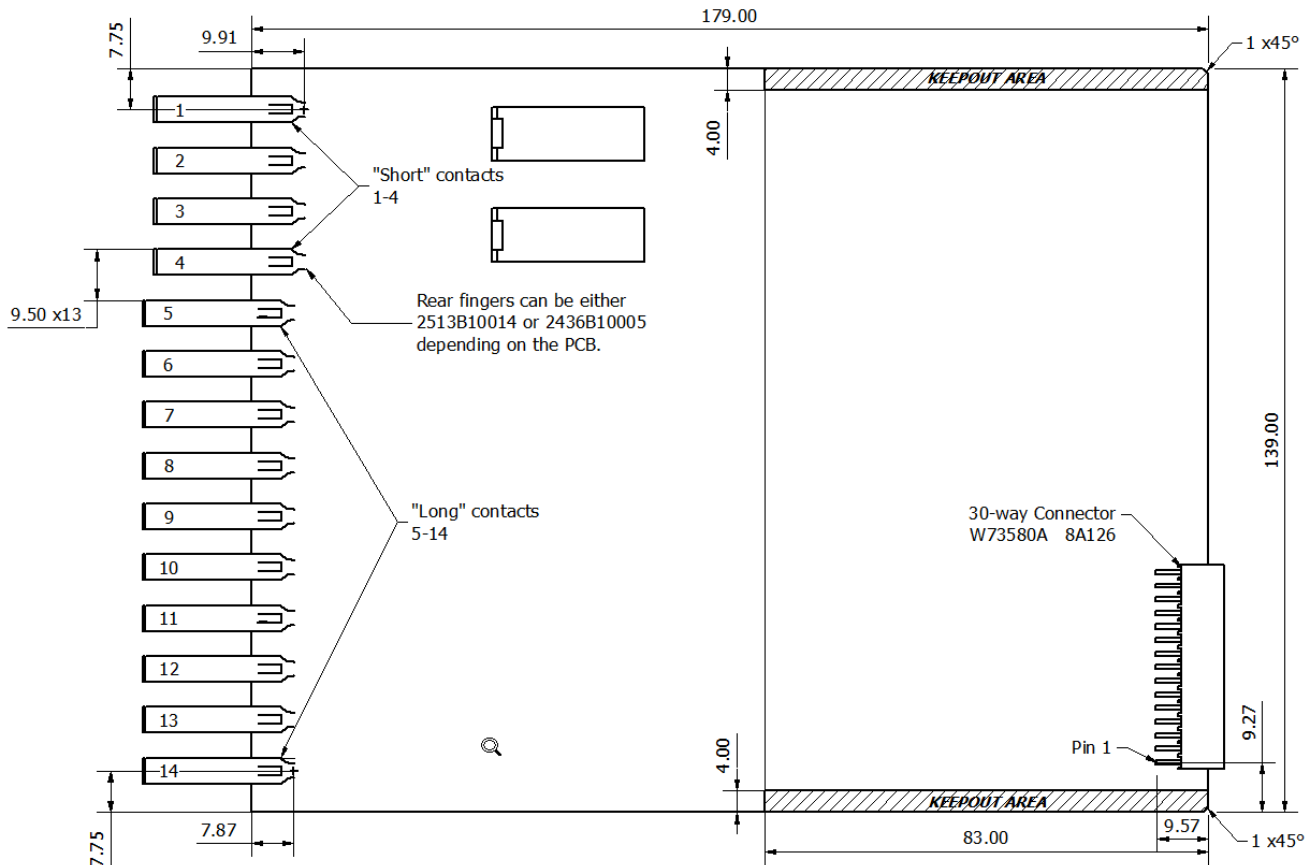 179.00
7.75
9.91
1 x45°
KEEPOUT AREA
4.00
1
2
3
4
"Short" contacts
1-4
9.50 x13
Rear fingers can be either
2513B10014 or 2436B10005
depending on the PCB.
5
6
7
8
9
10
11
12
13
14
"Long" contacts
5-14
139.00
30-way Connector
W73580A 8A126
Pin 1
9.27
4.00
KEEPOUT AREA
7.75
7.87
9.57
83.00
1 x45°